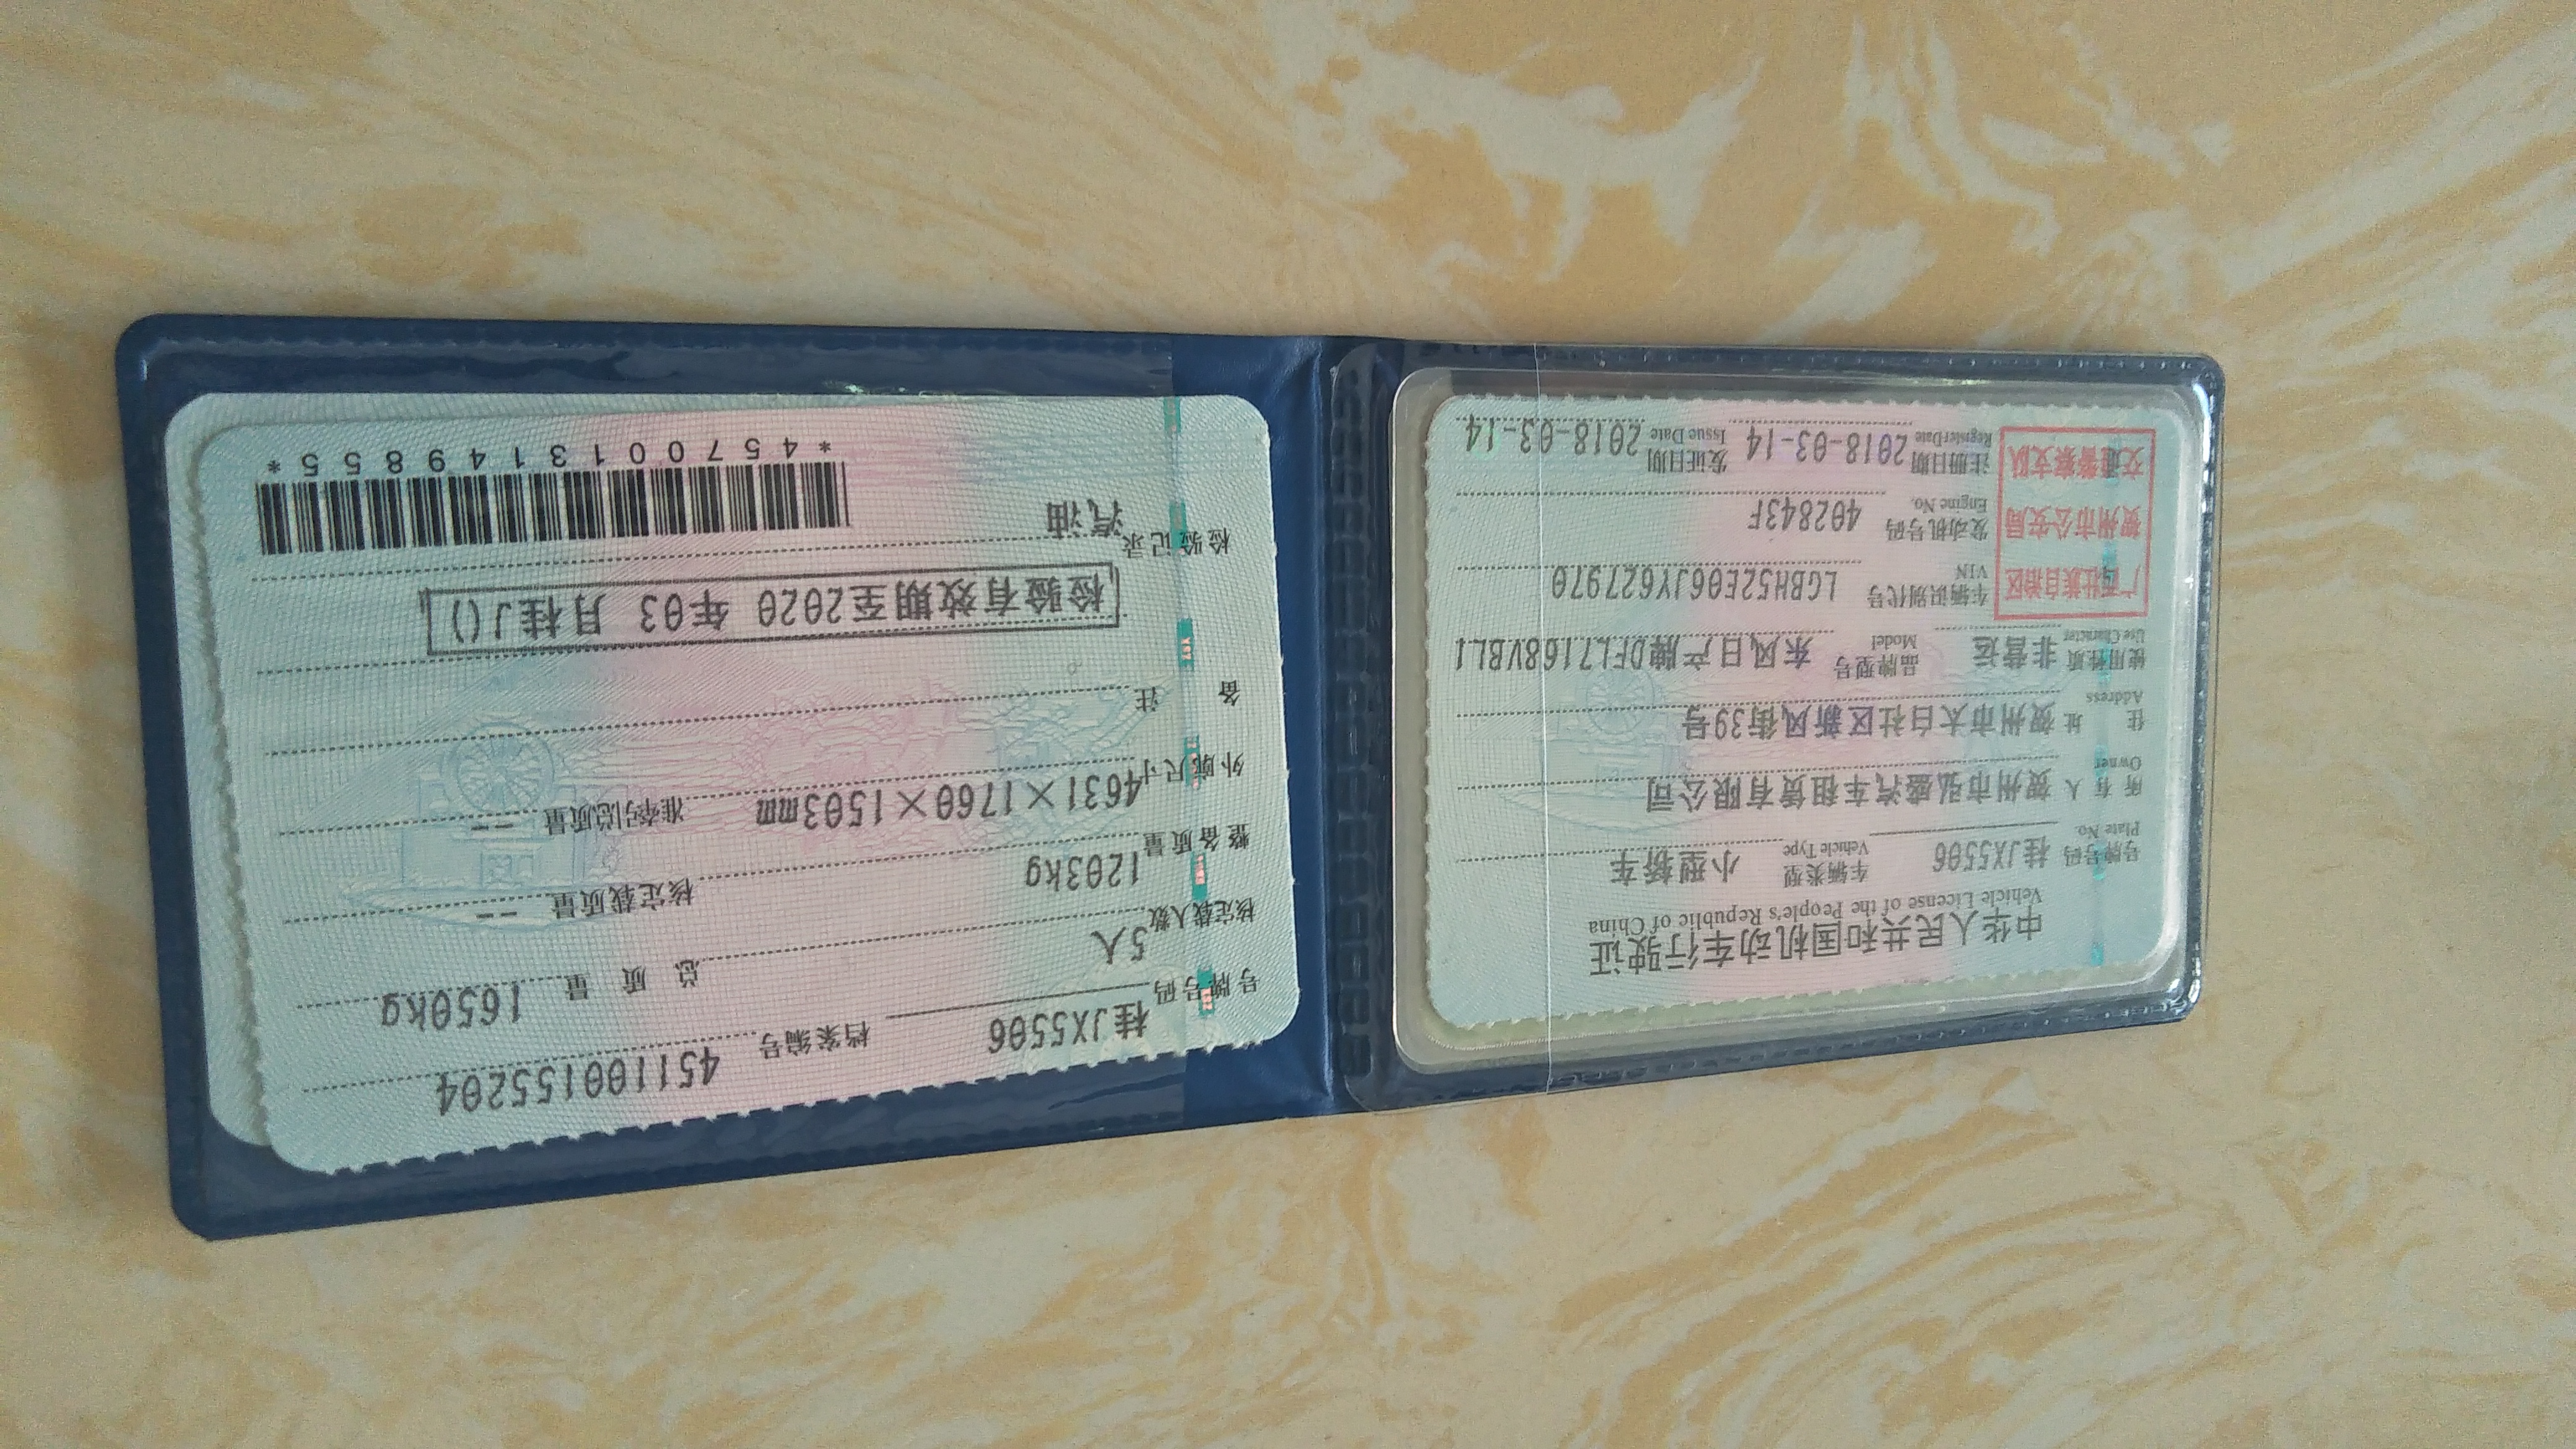 中华人民共和国机动车行驶证
Vehicle License of the People's Republic of China
号牌号码 桂JX5506 车辆类型 小型轿车
Plate No. Vehicle Type
所有人 贺州市弘盛汽车租赁有限公司
Owner
住址 贺州市太白社区新风街39号
Address
使用性质 非营运 品牌型号 东风日产牌DFL7168VBL1
Use Character Model
广西壮族自治区
贺州市公安局
交通警察支队
车辆识别代号 LGBH52E06JY627970
VIN
发动机号码 402843F
Engine No.
注册日期 2018-03-14 发证日期 2018-03-14
Register Date Issue Date
号牌号码 桂JX5506 档案编号 451100155204
核定载人数 5人 总质量 1650kg
整备质量 1203kg 核定载质量 --
外廓尺寸 4631×1760×1503mm 准牵引总质量 --
备注
检验有效期至2020年03月桂J()
检验记录
汽油
*4570013149855*